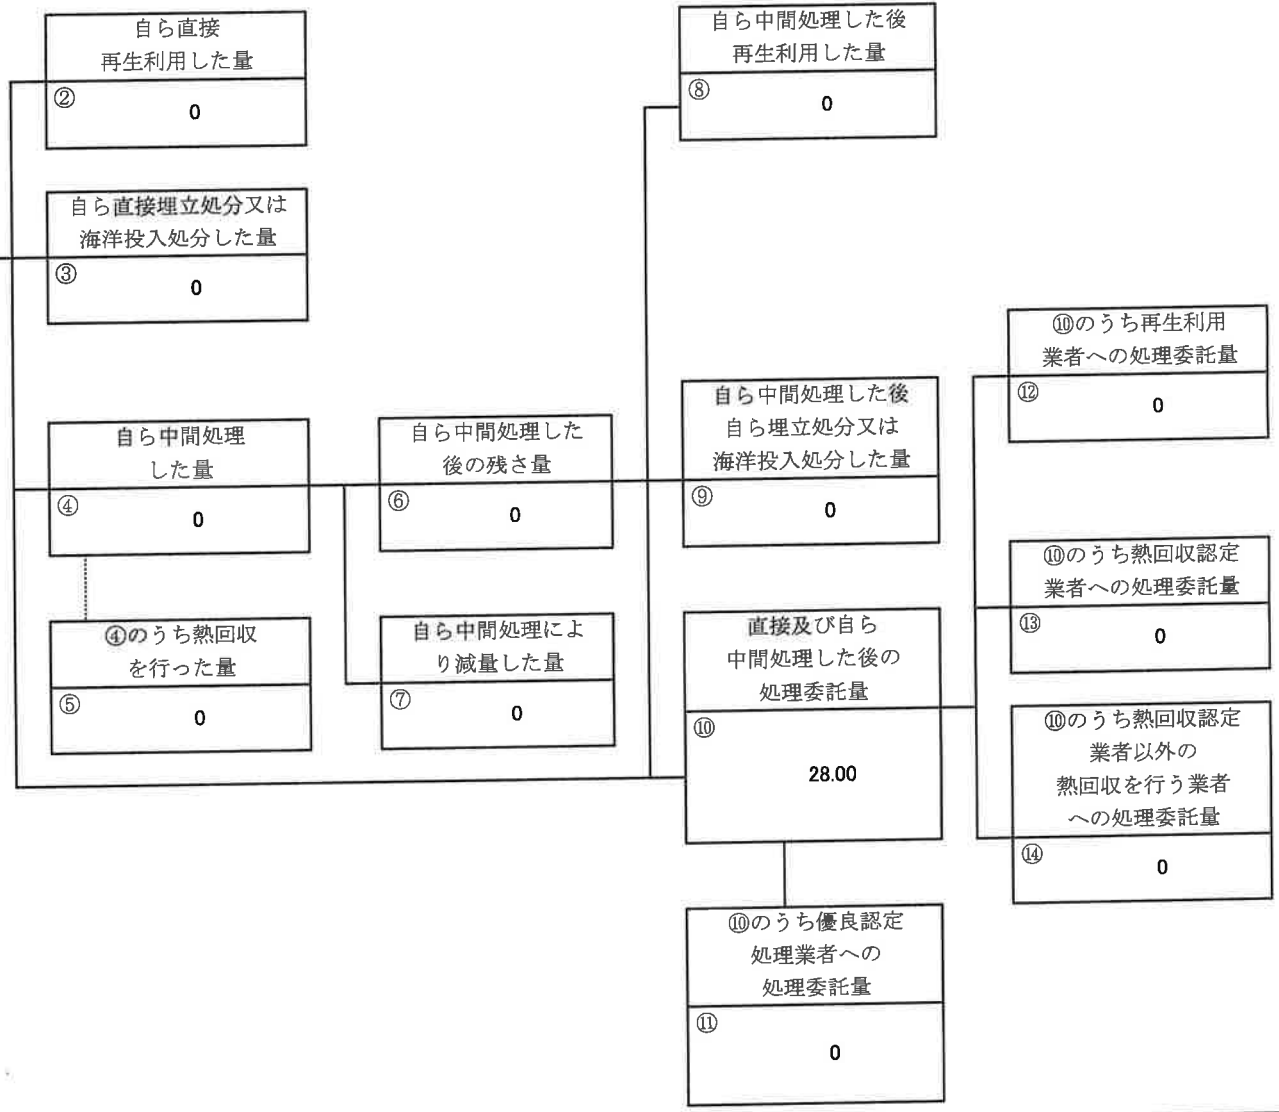 自ら直接
再生利用した量
②
0
自ら直接埋立処分又は
海洋投入処分した量
③
0
自ら中間処理
した量
④
0
④のうち熱回収
を行った量
⑤
0
自ら中間処理した
後の残さ量
⑥
0
自ら中間処理によ
り減量した量
⑦
0
自ら中間処理した後
再生利用した量
⑧
0
自ら中間処理した後
自ら埋立処分又は
海洋投入処分した量
⑨
0
直接及び自ら
中間処理した後の
処理委託量
⑩
28.00
⑩のうち優良認定
処理業者への
処理委託量
⑪
0
⑩のうち再生利用
業者への処理委託量
⑫
0
⑩のうち熱回収認定
業者への処理委託量
⑬
0
⑩のうち熱回収認定
業者以外の
熱回収を行う業者
への処理委託量
⑭
0